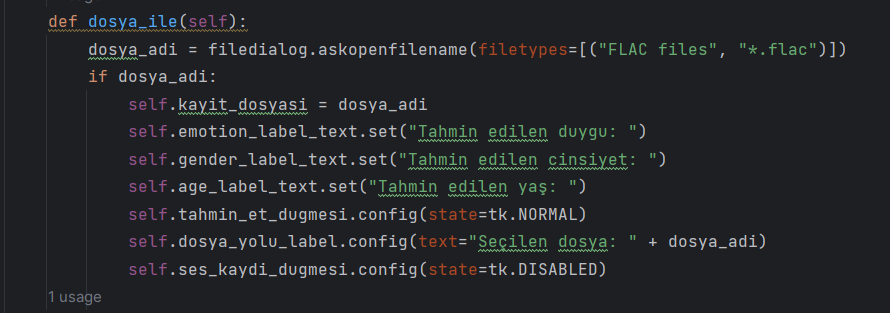 def dosya_ile(self):
    dosya_adi = filedialog.askopenfilename(filetypes=[("FLAC files", "*.flac")])
    if dosya_adi:
        self.kayit_dosyasi = dosya_adi
        self.emotion_label_text.set("Tahmin edilen duygu: ")
        self.gender_label_text.set("Tahmin edilen cinsiyet: ")
        self.age_label_text.set("Tahmin edilen yaş: ")
        self.tahmin_et_dugmesi.config(state=tk.NORMAL)
        self.dosya_yolu_label.config(text="Seçilen dosya: " + dosya_adi)
        self.ses_kaydi_dugmesi.config(state=tk.DISABLED)
1 usage